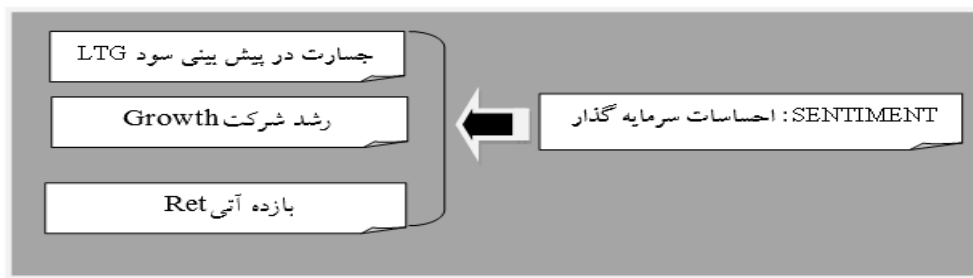 جسارت در پیش بینی سود LTG
رشد شرکت Growth
SENTIMENT: احساسات سرمایه گذار
بازده آتی Ret